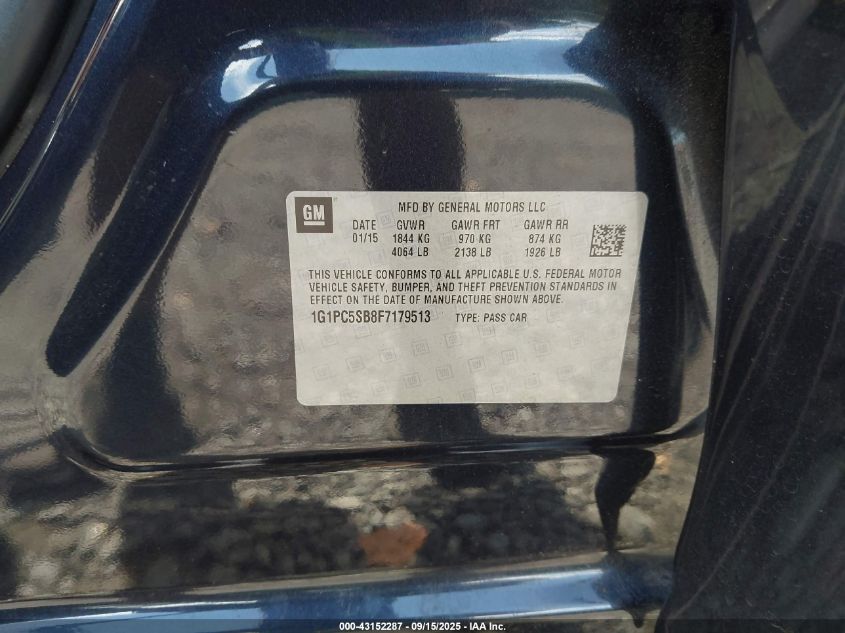 GM
MFD BY GENERAL MOTORS LLC
DATE GVWR GAWR FRT GAWR RR
01/15 1844 KG 970 KG 874 KG
4064 LB 2138 LB 1926 LB
THIS VEHICLE CONFORMS TO ALL APPLICABLE U.S. FEDERAL MOTOR
VEHICLE SAFETY, BUMPER, AND THEFT PREVENTION STANDARDS IN
EFFECT ON THE DATE OF MANUFACTURE SHOWN ABOVE.
1G1PC5SB8F7179513 TYPE: PASS CAR
000-43152287 - 09/15/2025 - IAA Inc.